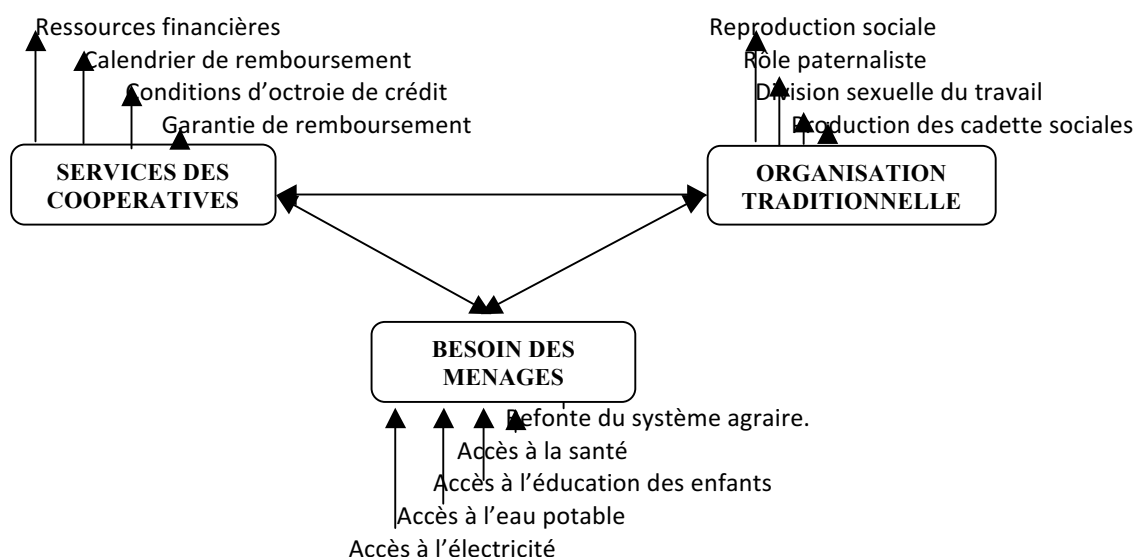 Ressources financières
Calendrier de remboursement
Conditions d’octroie de crédit
Garantie de remboursement
SERVICES DES
COOPERATIVES
Reproduction sociale
Rôle paternaliste
Division sexuelle du travail
Production des cadette sociales
ORGANISATION
TRADITIONNELLE
BESOIN DES
MENAGES
Refonte du système agraire.
Accès à la santé
Accès à l’éducation des enfants
Accès à l’eau potable
Accès à l’électricité